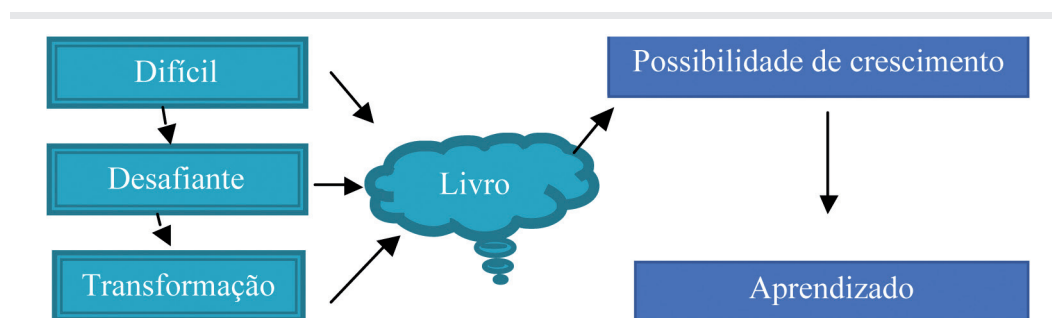 Difícil
Possibilidade de crescimento
Desafiante
Livro
Transformação
Aprendizado